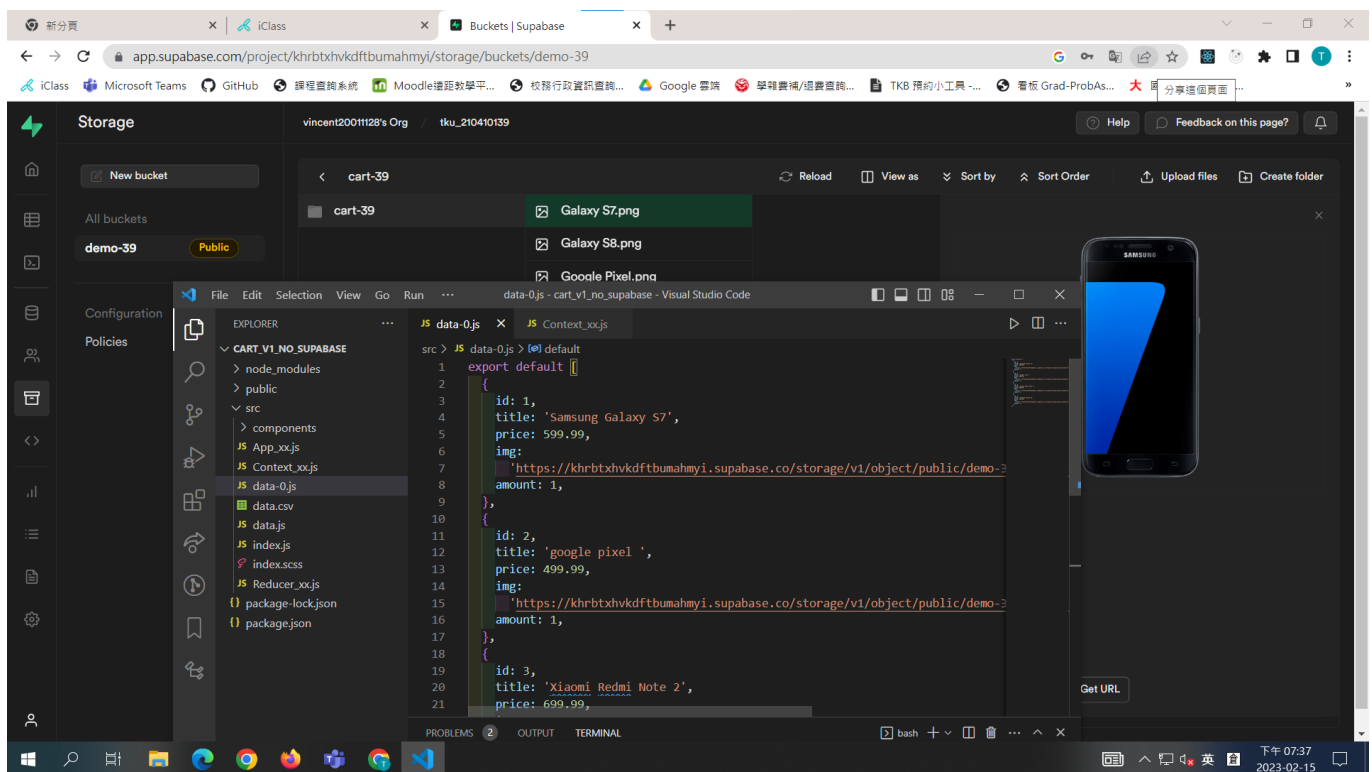 新分頁
iClass
Buckets | Supabase
app.supabase.com/project/khrbtxhvkdftbumahmyi/storage/buckets/demo-39
iClass Microsoft Teams GitHub 課程查詢系統 Moodle遠距教學平... 校務行政資訊查詢... Google 雲端 學雜費補/退費查詢... TKB 預約小工具 -... 看板 Grad-ProbAs...
分享這個頁面
Storage vincent20011128's Org / tku_210410139 Help Feedback on this page?
New bucket cart-39 Reload View as Sort by Sort Order Upload files Create folder
All buckets cart-39 Galaxy S7.png
demo-39 Public Galaxy S8.png
Google Pixel.png
SAMSUNG
Configuration
Policies
File Edit Selection View Go Run ··· data-0.js - cart_v1_no_supabase - Visual Studio Code
EXPLORER ··· JS data-0.js JS Context_xx.js
CART_V1_NO_SUPABASE src > JS data-0.js > default
node_modules
public
src
components
JS App_xx.js
JS Context_xx.js
JS data-0.js
data.csv
JS data.js
JS index.js
index.scss
JS Reducer_xx.js
{} package-lock.json
{} package.json
1 export default [
2 {
3 id: 1,
4 title: 'Samsung Galaxy S7',
5 price: 599.99,
6 img:
7 'https://khrbtxhvkdftbumahmyi.supabase.co/storage/v1/object/public/demo-3
8 amount: 1,
9 },
10 {
11 id: 2,
12 title: 'google pixel ',
13 price: 499.99,
14 img:
15 'https://khrbtxhvkdftbumahmyi.supabase.co/storage/v1/object/public/demo-3
16 amount: 1,
17 },
18 {
19 id: 3,
20 title: 'Xiaomi Redmi Note 2',
21 price: 699.99,
PROBLEMS 2 OUTPUT TERMINAL bash
Get URL
英
下午 07:37
2023-02-15